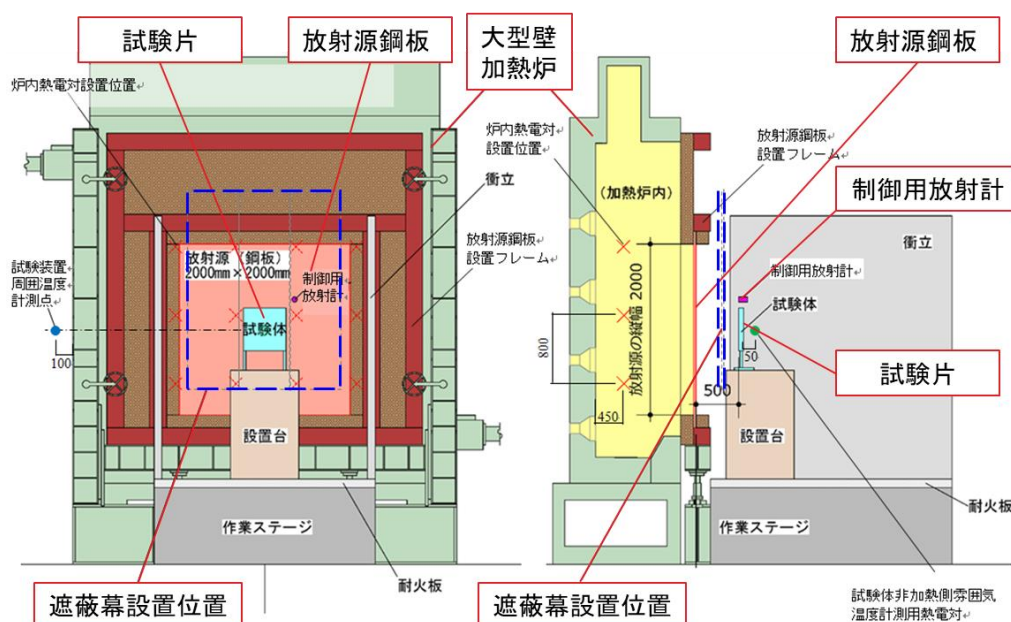 試験片
放射源鋼板
大型壁
加熱炉
放射源鋼板
炉内熱電対設置位置
炉内熱電対
設置位置
放射源鋼板
設置フレーム
(加熱炉内)
制御用放射計
衝立
衝立
放射源鋼板
設置フレーム
放射源(鋼板)
2000mm×2000mm
制御用
放射計
制御用放射計
試験装置
周囲温度
計測点
試験体
試験体
放射源の縦幅 2000
800
100
50
試験片
450
500
設置台
設置台
作業ステージ
作業ステージ
耐火板
耐火板
遮蔽幕設置位置
遮蔽幕設置位置
試験体非加熱側雰囲気
温度計測用熱電対